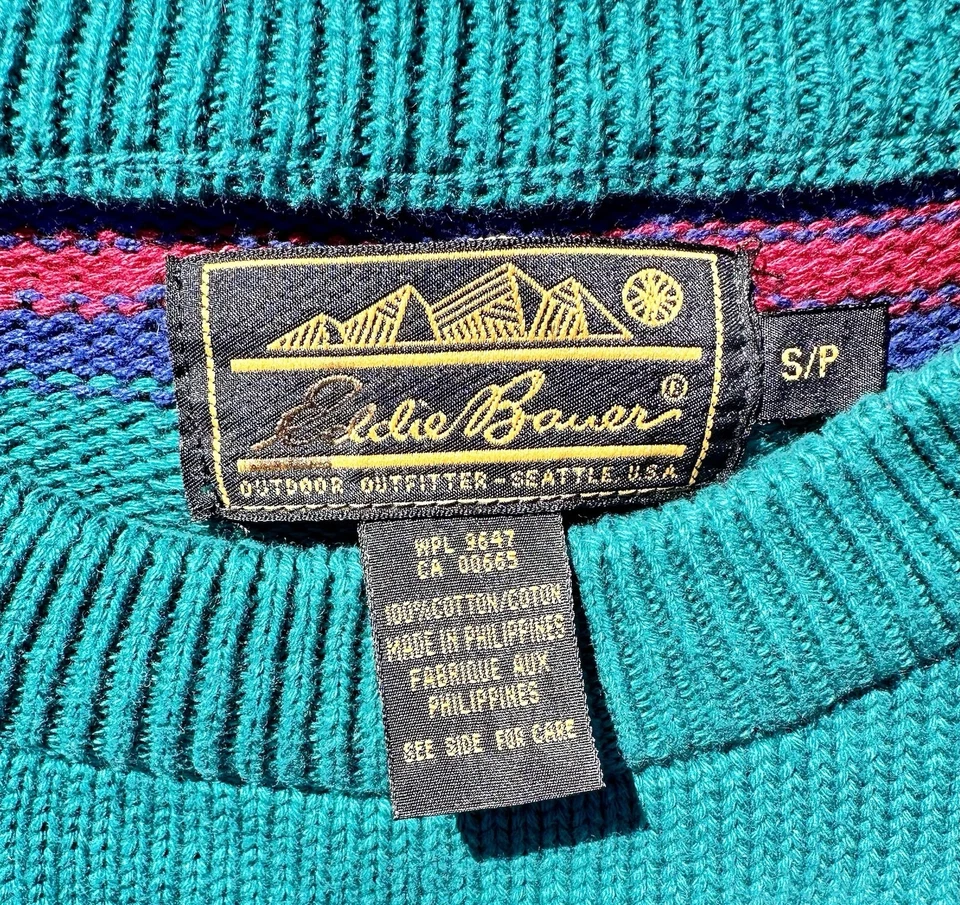 Eddie Bauer ®
S/P
OUTDOOR OUTFITTER - SEATTLE, U.S.A.
WPL 9647
CA 00665
100% COTTON/COTON
MADE IN PHILIPPINES
FABRIQUE AUX
PHILIPPINES
SEE SIDE FOR CARE